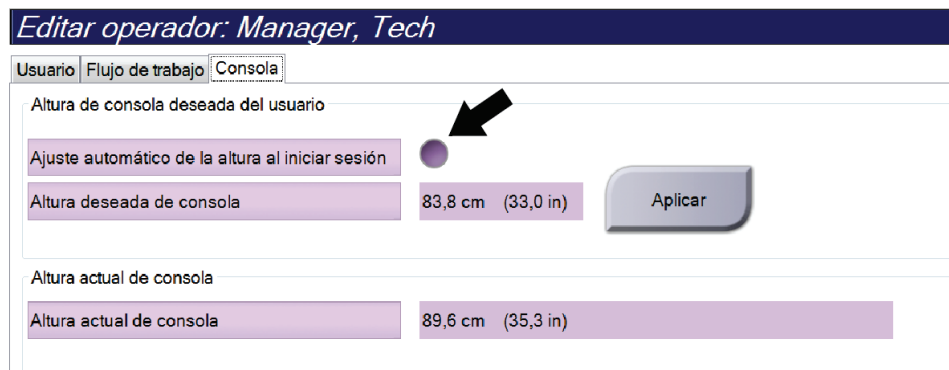 Editar operador: Manager, Tech
Usuario Flujo de trabajo Consola
Altura de consola deseada del usuario
Ajuste automático de la altura al iniciar sesión
Altura deseada de consola 83,8 cm (33,0 in) Aplicar
Altura actual de consola
Altura actual de consola 89,6 cm (35,3 in)